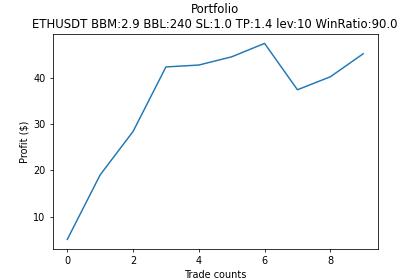 Portfolio
ETHUSDT BBM:2.9 BBL:240 SL:1.0 TP:1.4 lev:10 WinRatio:90.0
Profit ($)
40
30
20
10
0 2 4 6 8
Trade counts